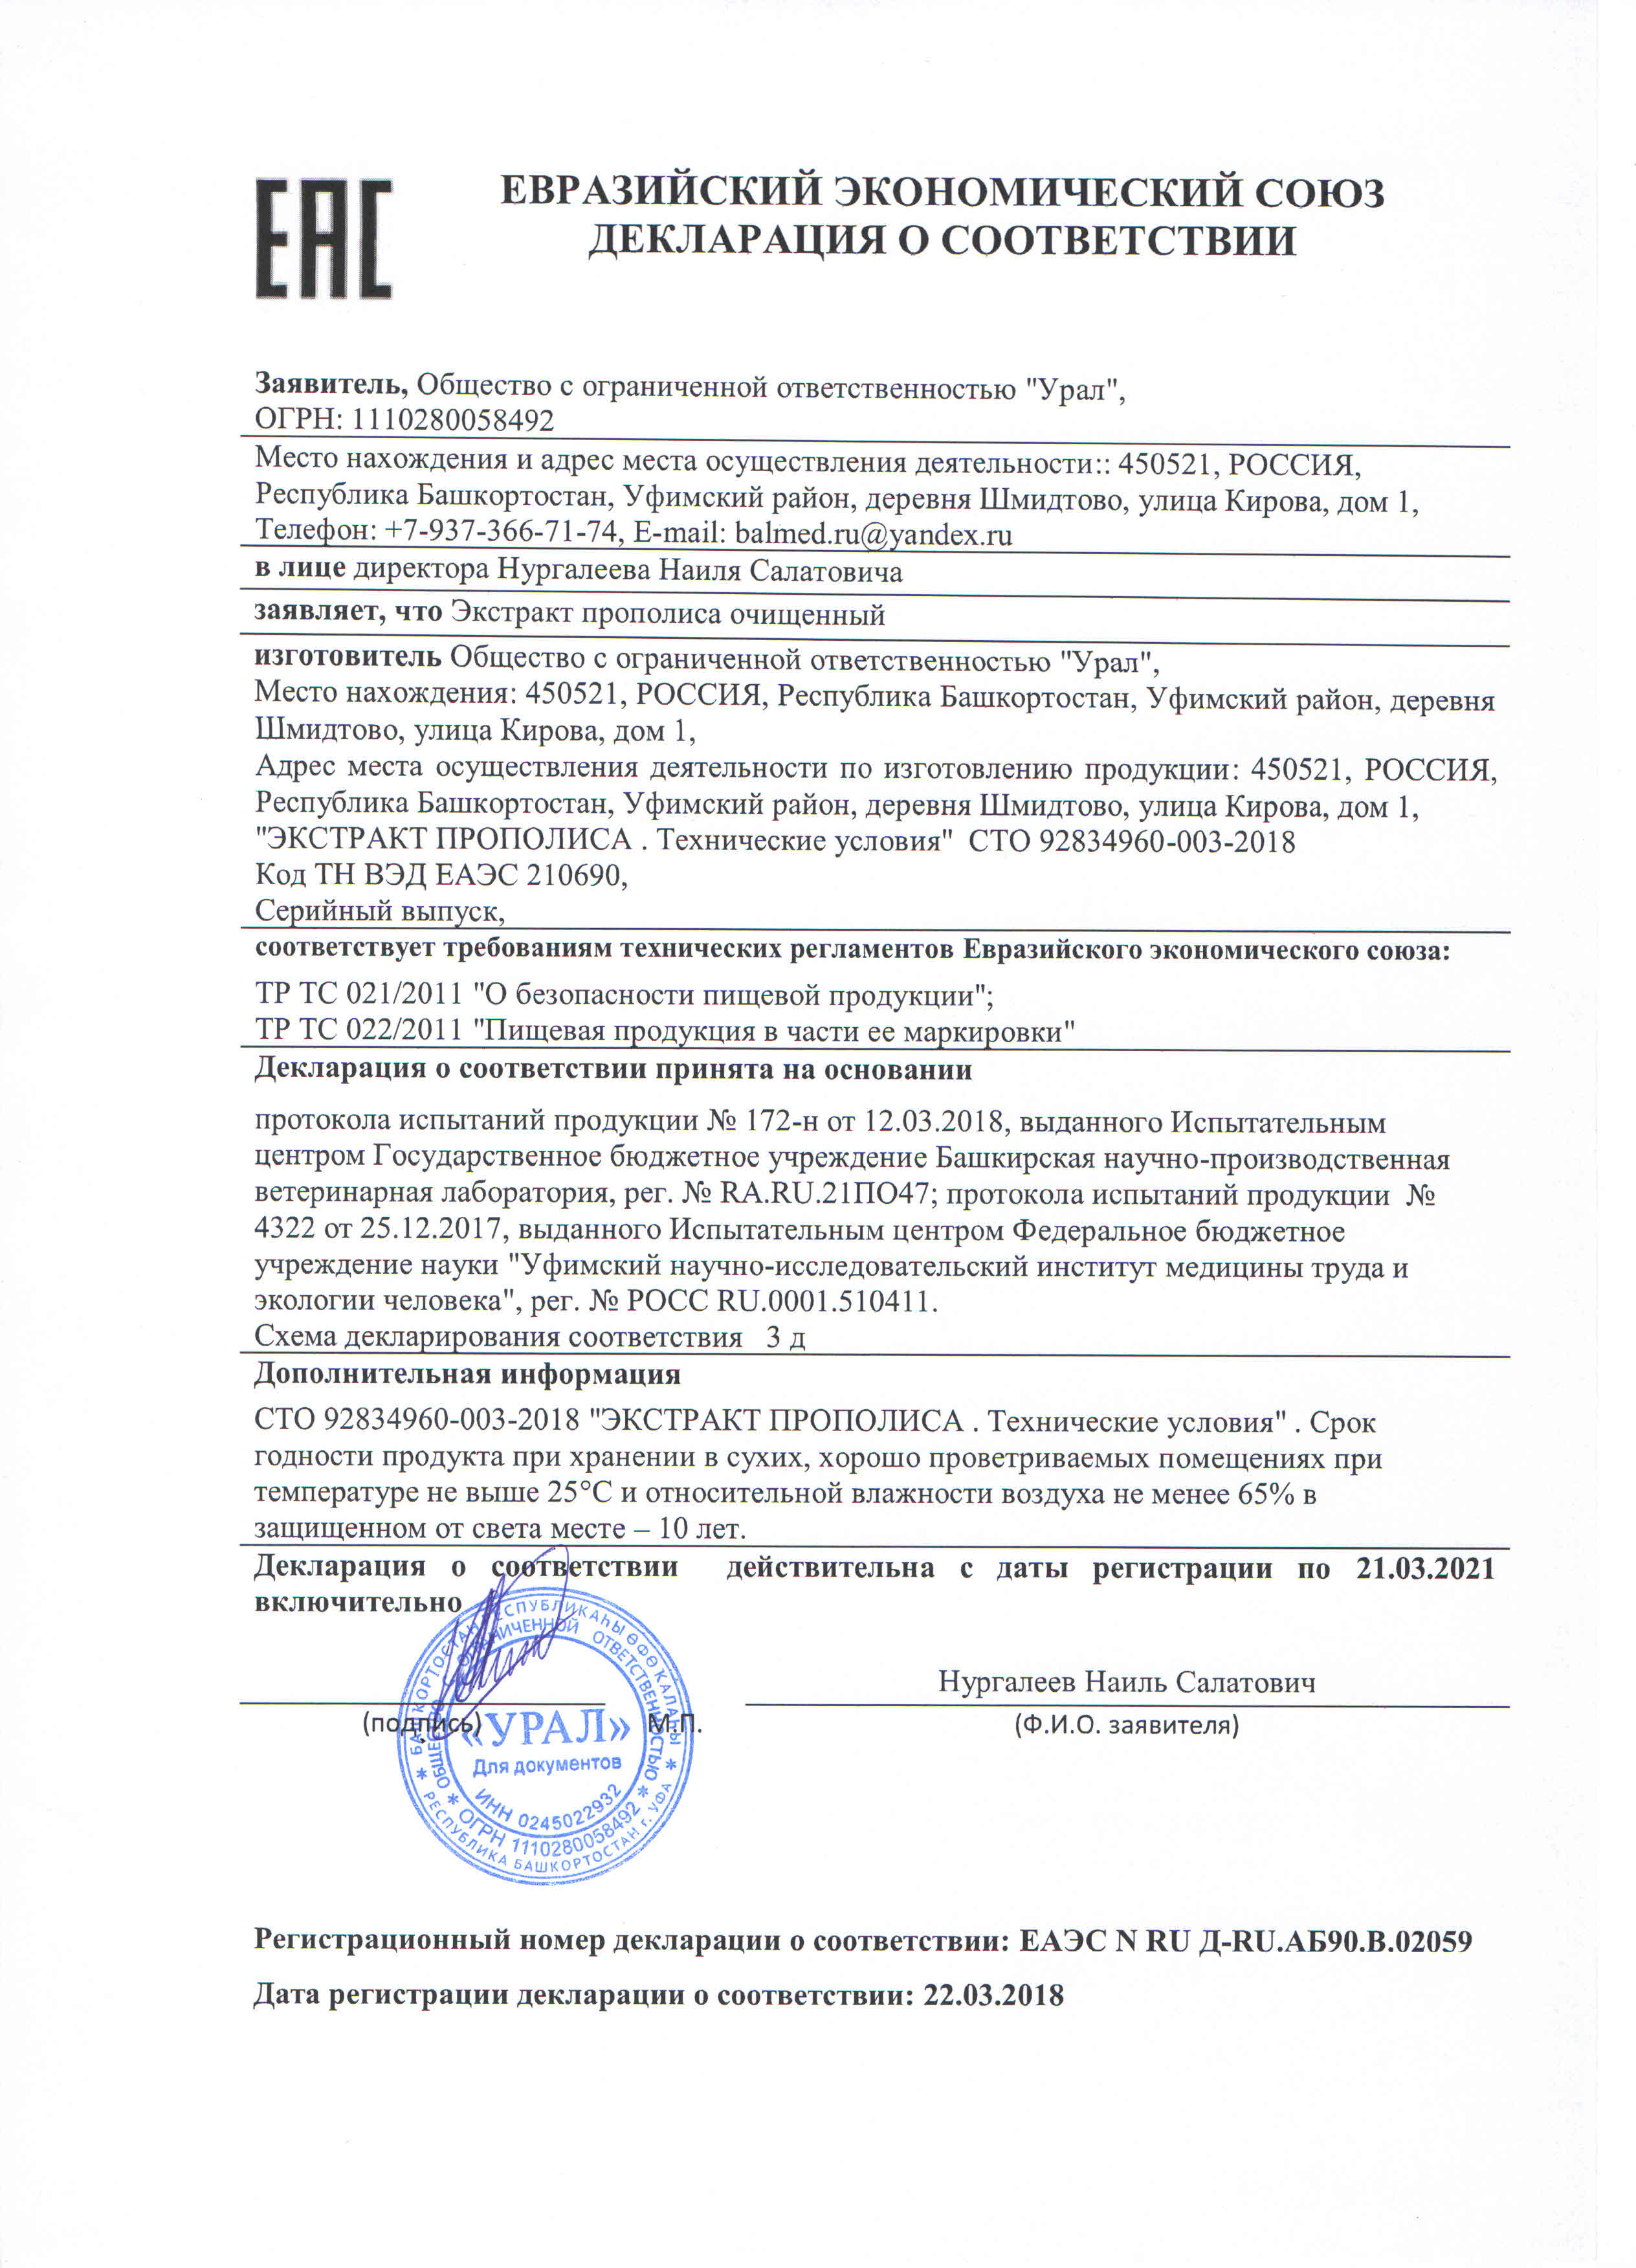 ЕАС
ЕВРАЗИЙСКИЙ ЭКОНОМИЧЕСКИЙ СОЮЗ
ДЕКЛАРАЦИЯ О СООТВЕТСТВИИ
Заявитель, Общество с ограниченной ответственностью "Урал",
ОГРН: 1110280058492
Место нахождения и адрес места осуществления деятельности:: 450521, РОССИЯ,
Республика Башкортостан, Уфимский район, деревня Шмидтово, улица Кирова, дом 1,
Телефон: +7-937-366-71-74, E-mail: balmed.ru@yandex.ru
в лице директора Нургалеева Наиля Салатовича
заявляет, что Экстракт прополиса очищенный
изготовитель Общество с ограниченной ответственностью "Урал",
Место нахождения: 450521, РОССИЯ, Республика Башкортостан, Уфимский район, деревня
Шмидтово, улица Кирова, дом 1,
Адрес места осуществления деятельности по изготовлению продукции: 450521, РОССИЯ,
Республика Башкортостан, Уфимский район, деревня Шмидтово, улица Кирова, дом 1,
"ЭКСТРАКТ ПРОПОЛИСА . Технические условия" СТО 92834960-003-2018
Код ТН ВЭД ЕАЭС 210690,
Серийный выпуск,
соответствует требованиям технических регламентов Евразийского экономического союза:
ТР ТС 021/2011 "О безопасности пищевой продукции";
ТР ТС 022/2011 "Пищевая продукция в части ее маркировки"
Декларация о соответствии принята на основании
протокола испытаний продукции № 172-н от 12.03.2018, выданного Испытательным
центром Государственное бюджетное учреждение Башкирская научно-производственная
ветеринарная лаборатория, рег. № RA.RU.21ПО47; протокола испытаний продукции №
4322 от 25.12.2017, выданного Испытательным центром Федеральное бюджетное
учреждение науки "Уфимский научно-исследовательский институт медицины труда и
экологии человека", рег. № РОСС RU.0001.510411.
Схема декларирования соответствия 3 д
Дополнительная информация
СТО 92834960-003-2018 "ЭКСТРАКТ ПРОПОЛИСА . Технические условия" . Срок
годности продукта при хранении в сухих, хорошо проветриваемых помещениях при
температуре не выше 25°С и относительной влажности воздуха не менее 65% в
защищенном от света месте – 10 лет.
Декларация о соответствии действительна с даты регистрации по 21.03.2021
включительно
Нургалеев Наиль Салатович
(подпись) М.П. (Ф.И.О. заявителя)
БАШКОРТОСТАН РЕСПУБЛИКАҺЫ ӨФӨ ҠАЛАҺЫ
* РЕСПУБЛИКА БАШКОРТОСТАН г. УФА *
ОБЩЕСТВО С ОГРАНИЧЕННОЙ ОТВЕТСТВЕННОСТЬЮ
* ОГРН 1110280058492 *
«УРАЛ»
Для документов
ИНН 0245022932
Регистрационный номер декларации о соответствии: ЕАЭС N RU Д-RU.АБ90.В.02059
Дата регистрации декларации о соответствии: 22.03.2018